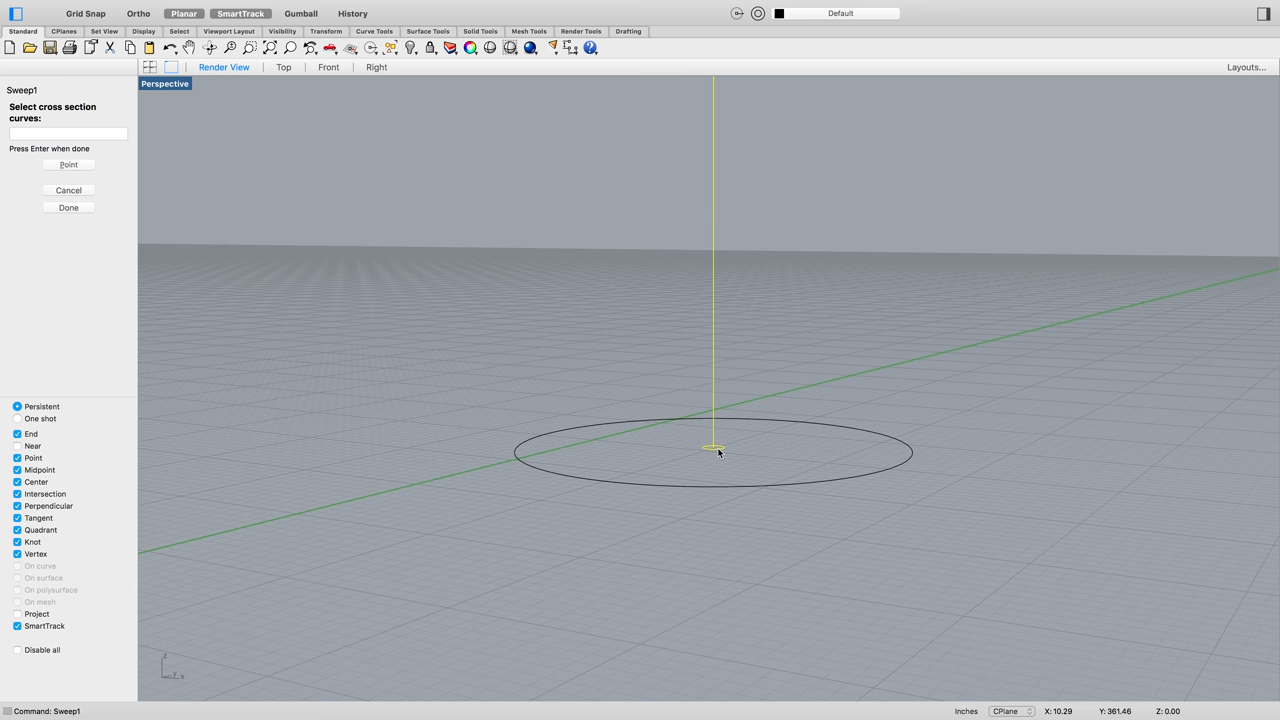 Grid Snap Ortho Planar SmartTrack Gumball History Default
Standard CPlanes Set View Display Select Viewport Layout Visibility Transform Curve Tools Surface Tools Solid Tools Mesh Tools Render Tools Drafting
Render View Top Front Right Layouts...
Perspective
Sweep1
Select cross section
curves:
Press Enter when done
Point
Cancel
Done
Persistent
One shot
End
Near
Point
Midpoint
Center
Intersection
Perpendicular
Tangent
Quadrant
Knot
Vertex
On curve
On surface
On polysurface
On mesh
Project
SmartTrack
Disable all
z
y x
Command: Sweep1 Inches CPlane X: 10.29 Y: 361.46 Z: 0.00